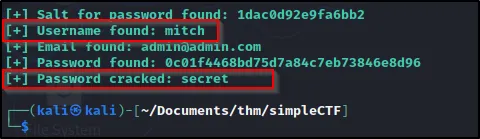 [+] Salt for password found: 1dac0d92e9fa6bb2
[+] Username found: mitch
[+] Email found: admin@admin.com
[+] Password found: 0c01f4468bd75d7a84c7eb73846e8d96
[+] Password cracked: secret
┌──(kali㉿kali)-[~/Documents/thm/simpleCTF]
└─$
File System